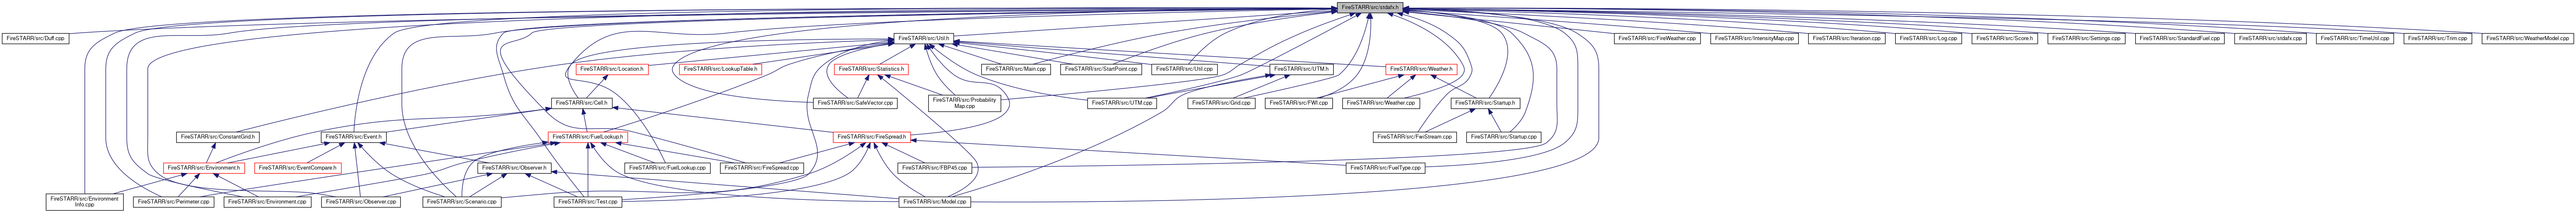 FireSTARR/src/stdafx.h
FireSTARR/src/Duff.cpp
FireSTARR/src/Util.h
FireSTARR/src/FireWeather.cpp
FireSTARR/src/IntensityMap.cpp
FireSTARR/src/Iteration.cpp
FireSTARR/src/Log.cpp
FireSTARR/src/Score.h
FireSTARR/src/Settings.cpp
FireSTARR/src/StandardFuel.cpp
FireSTARR/src/stdafx.cpp
FireSTARR/src/TimeUtil.cpp
FireSTARR/src/Trim.cpp
FireSTARR/src/WeatherModel.cpp
FireSTARR/src/Location.h
FireSTARR/src/LookupTable.h
FireSTARR/src/Statistics.h
FireSTARR/src/Main.cpp
FireSTARR/src/StartPoint.cpp
FireSTARR/src/Util.cpp
FireSTARR/src/UTM.h
FireSTARR/src/Weather.h
FireSTARR/src/Cell.h
FireSTARR/src/SafeVector.cpp
FireSTARR/src/Probability
Map.cpp
FireSTARR/src/UTM.cpp
FireSTARR/src/Grid.cpp
FireSTARR/src/FWI.cpp
FireSTARR/src/Weather.cpp
FireSTARR/src/Startup.h
FireSTARR/src/ConstantGrid.h
FireSTARR/src/Event.h
FireSTARR/src/FuelLookup.h
FireSTARR/src/FireSpread.h
FireSTARR/src/FwiStream.cpp
FireSTARR/src/Startup.cpp
FireSTARR/src/Environment.h
FireSTARR/src/EventCompare.h
FireSTARR/src/Observer.h
FireSTARR/src/FuelLookup.cpp
FireSTARR/src/FireSpread.cpp
FireSTARR/src/FBP45.cpp
FireSTARR/src/FuelType.cpp
FireSTARR/src/Environment
Info.cpp
FireSTARR/src/Perimeter.cpp
FireSTARR/src/Environment.cpp
FireSTARR/src/Observer.cpp
FireSTARR/src/Scenario.cpp
FireSTARR/src/Test.cpp
FireSTARR/src/Model.cpp